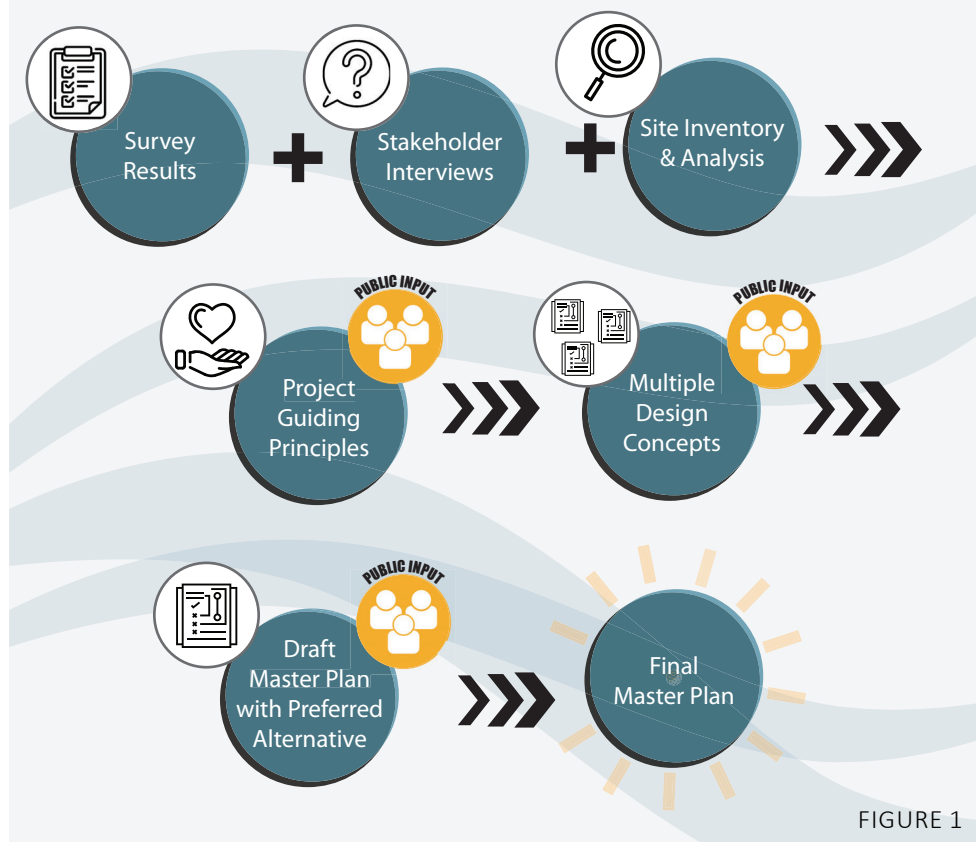 Survey
Results
Stakeholder
Interviews
Site Inventory
& Analysis
PUBLIC INPUT
Project
Guiding
Principles
PUBLIC INPUT
Multiple
Design
Concepts
PUBLIC INPUT
Draft
Master Plan
with Preferred
Alternative
Final
Master Plan
FIGURE 1